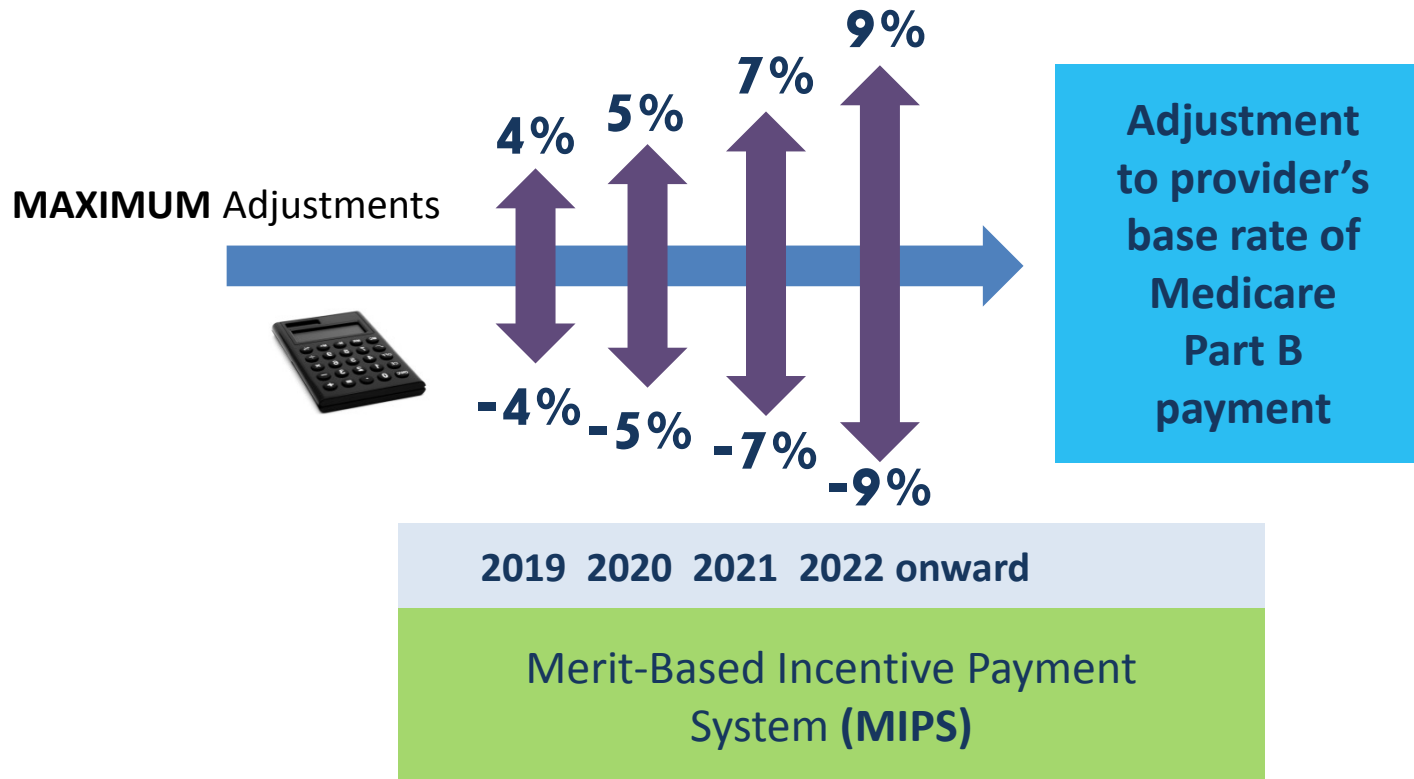 9%
7%
5%
4%
MAXIMUM Adjustments
-4%
-5%
-7%
-9%
Adjustment
to provider’s
base rate of
Medicare
Part B
payment
2019 2020 2021 2022 onward
Merit-Based Incentive Payment
System (MIPS)